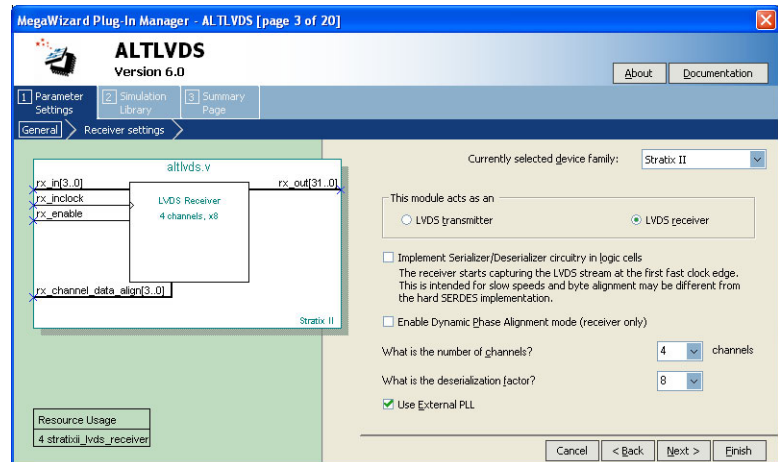 MegaWizard Plug-In Manager - ALTLVDS [page 3 of 20]
ALTLVDS
Version 6.0
About
Documentation
1 Parameter Settings
2 Simulation Library
3 Summary Page
General
Receiver settings
altlvds.v
rx_in[3..0]
rx_inclock
rx_enable
rx_out[31..0]
LVDS Receiver
4 channels, x8
rx_channel_data_align[3..0]
Stratix II
Resource Usage
4 stratixii_lvds_receiver
Currently selected device family:
Stratix II
This module acts as an
LVDS transmitter
LVDS receiver
Implement Serializer/Deserializer circuitry in logic cells
The receiver starts capturing the LVDS stream at the first fast clock edge.
This is intended for slow speeds and byte alignment may be different from
the hard SERDES implementation.
Enable Dynamic Phase Alignment mode (receiver only)
What is the number of channels?
4
channels
What is the deserialization factor?
8
Use External PLL
Cancel
< Back
Next >
Finish